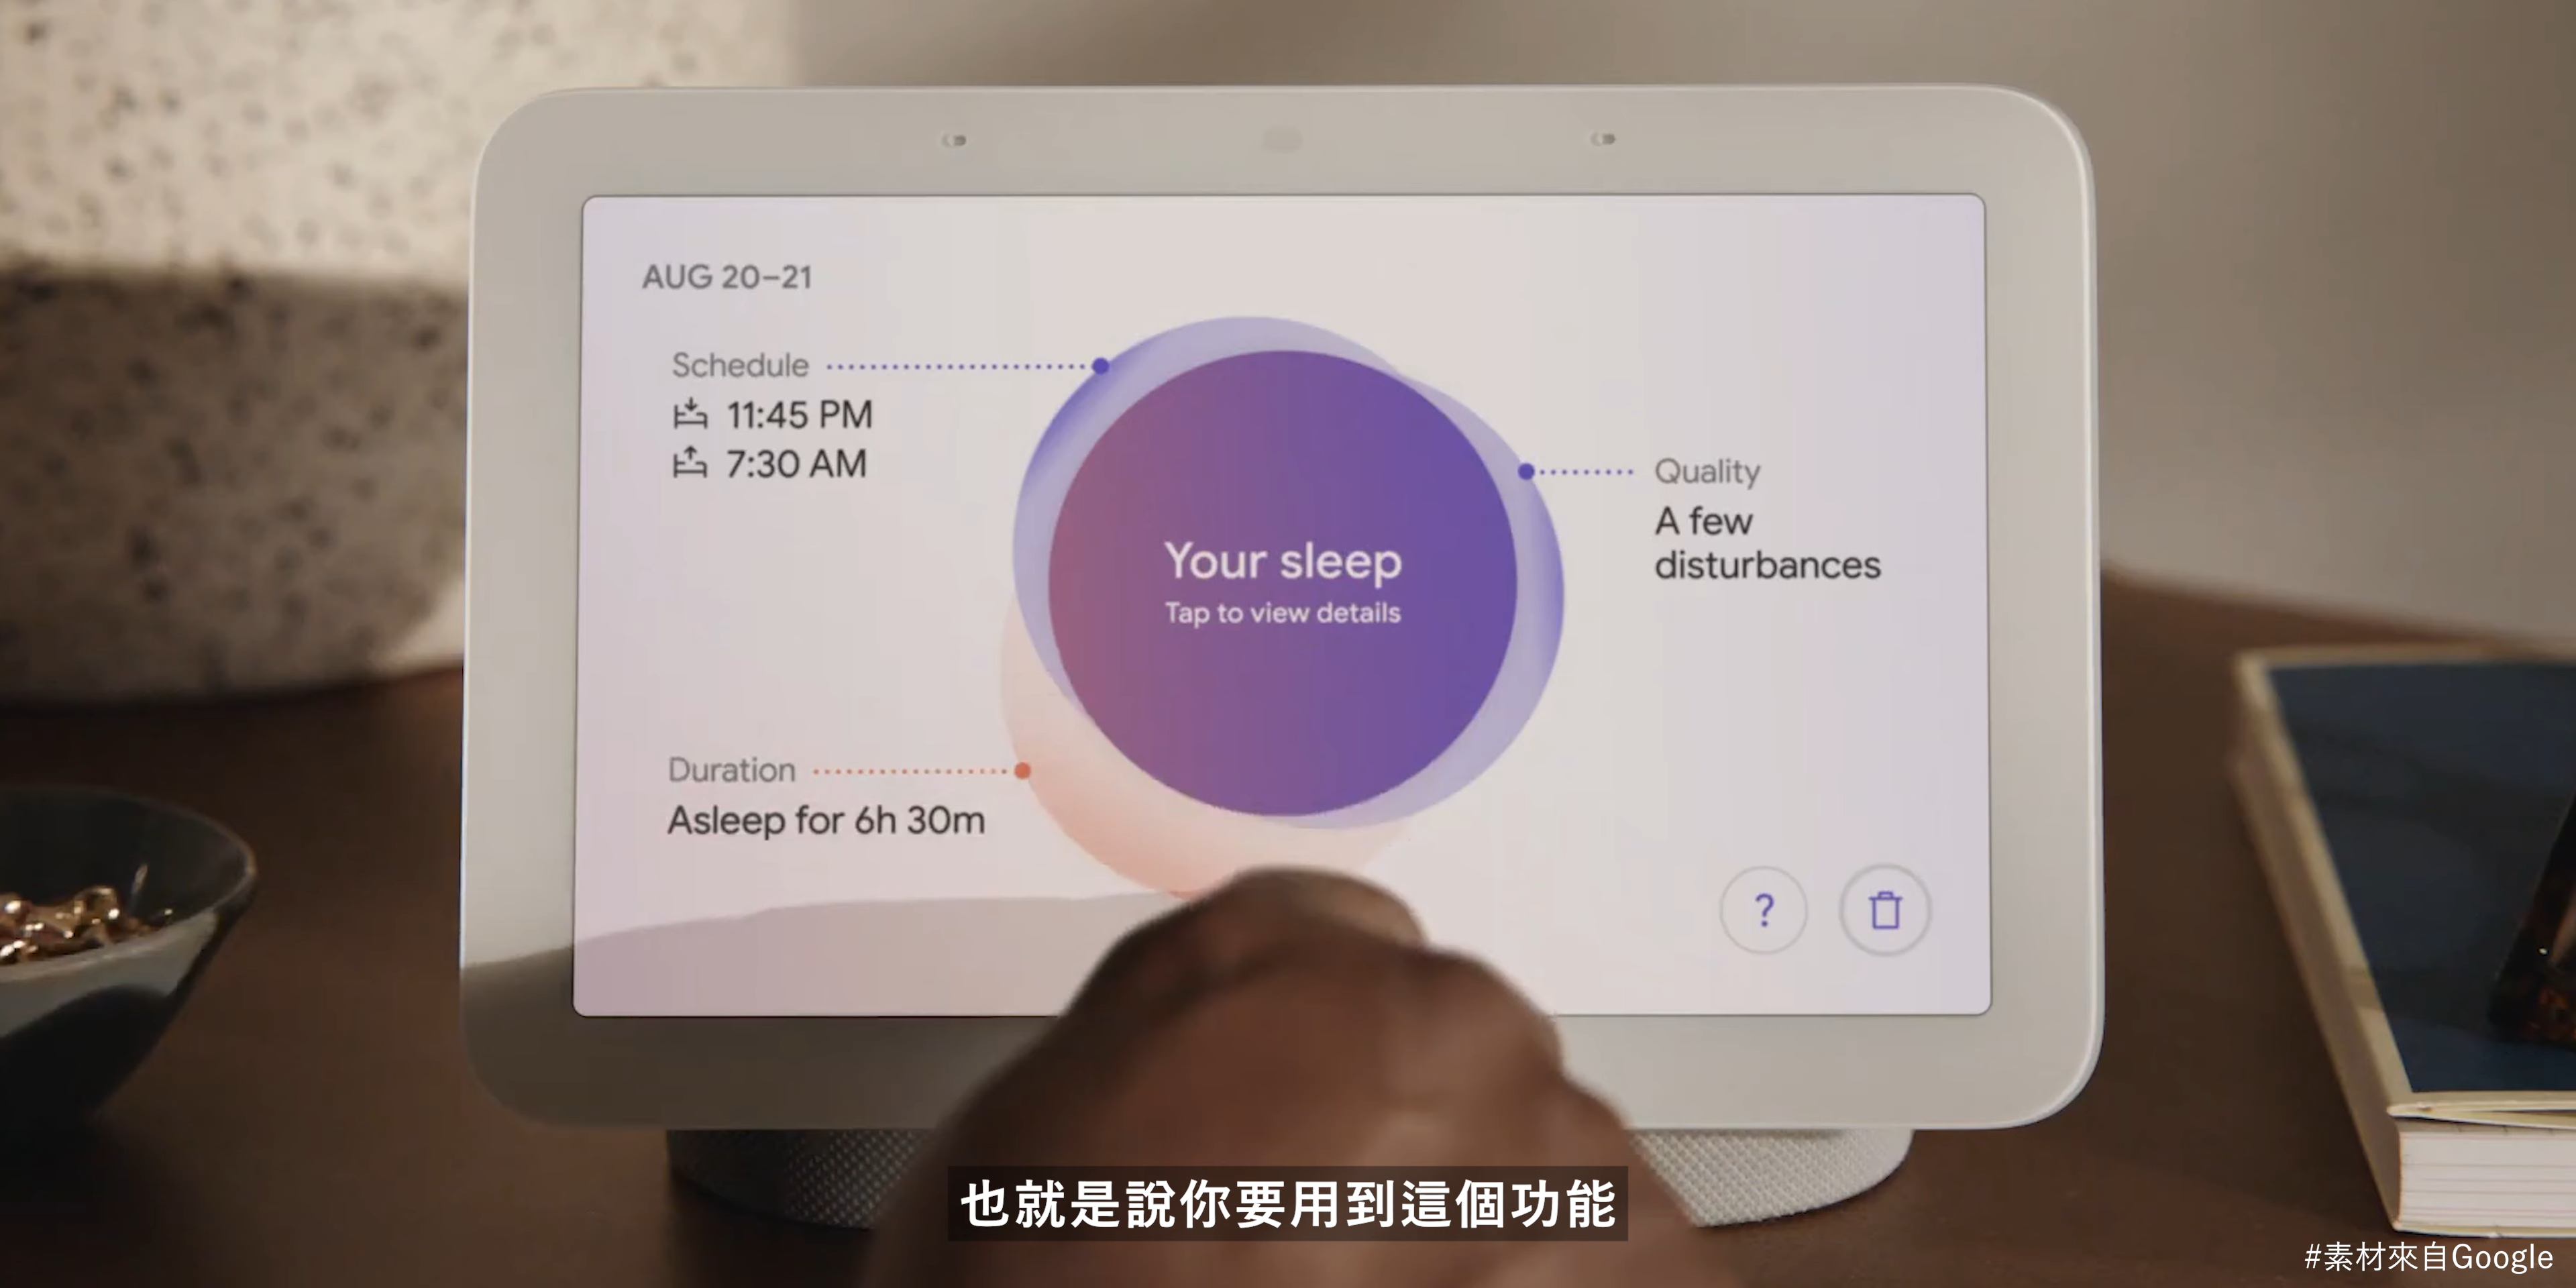 AUG 20–21
Schedule
11:45 PM
7:30 AM
Quality
A few
disturbances
Your sleep
Tap to view details
Duration
Asleep for 6h 30m
?
也就是說你要用到這個功能
#素材來自Google